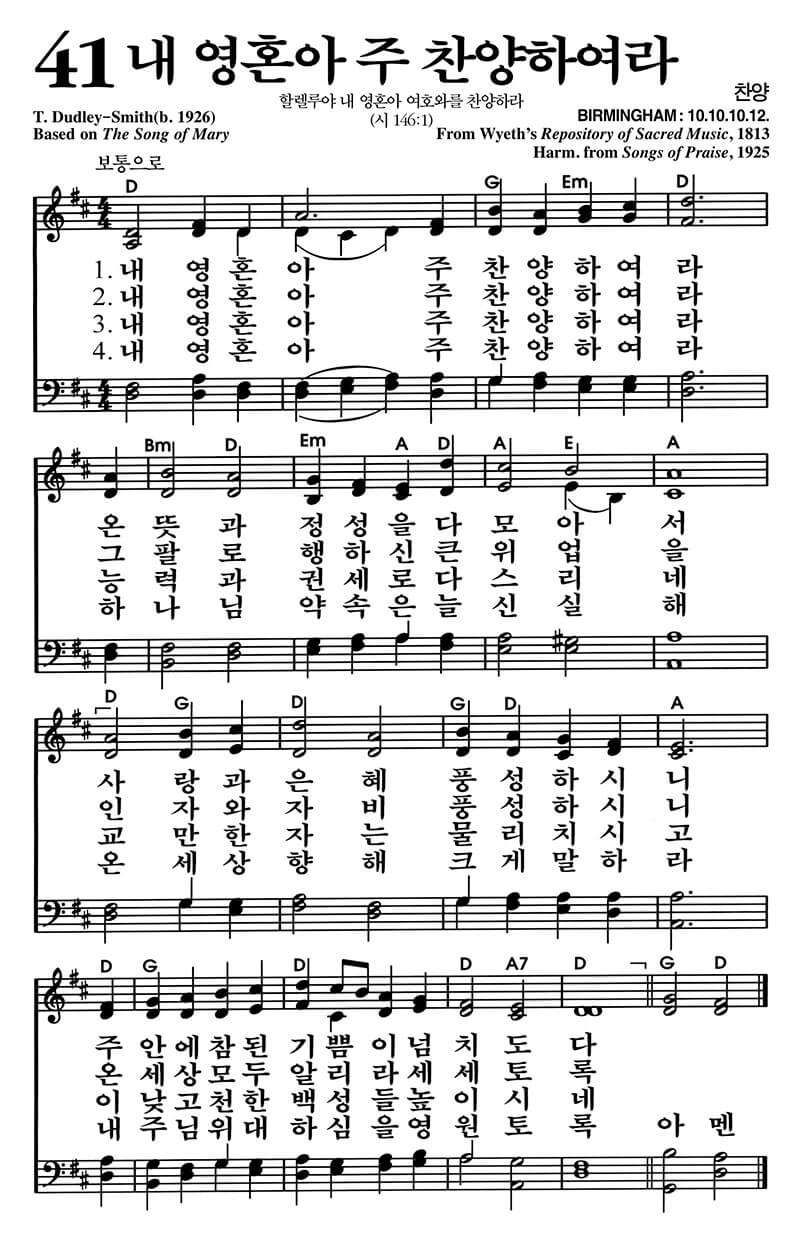 41 내 영혼아 주 찬양하여라
찬양
할렐루야 내 영혼아 여호와를 찬양하라
(시 146:1)
T. Dudley-Smith(b. 1926)
Based on The Song of Mary
BIRMINGHAM : 10.10.10.12.
From Wyeth's Repository of Sacred Music, 1813
Harm. from Songs of Praise, 1925
보통으로
D G Em D
4 4
1. 내 영 혼 아 주 찬 양 하 여 라
2. 내 영 혼 아 주 찬 양 하 여 라
3. 내 영 혼 아 주 찬 양 하 여 라
4. 내 영 혼 아 주 찬 양 하 여 라
4 4
Bm D Em A D A E A
온 뜻 과 정 성 을 다 모 아 서
그 팔 로 행 하 신 큰 위 업 을
능 력 과 권 세 로 다 스 리 네
하 나 님 약 속 은 늘 신 실 해
D G D G D A
사 랑 과 은 혜 풍 성 하 시 니
인 자 와 자 비 풍 성 하 시 니
교 만 한 자 는 물 리 치 시 고
온 세 상 향 해 크 게 말 하 라
D G D D A7 D G D
주 안 에 참 된 기 쁨 이 넘 치 도 다
온 세 상 모 두 알 리 라 세 세 토 록
이 낮 고 천 한 백 성 들 높 이 시 네
내 주 님 위 대 하 심 을 영 원 토 록 아 멘